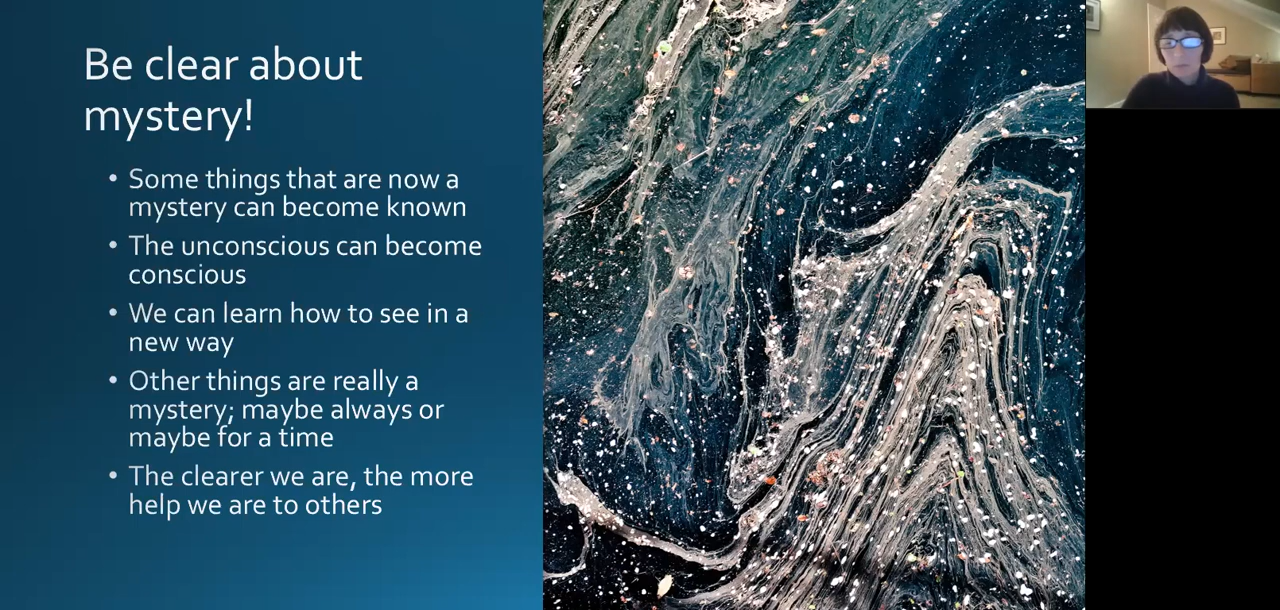 Be clear about
mystery!
• Some things that are now a
mystery can become known
• The unconscious can become
conscious
• We can learn how to see in a
new way
• Other things are really a
mystery; maybe always or
maybe for a time
• The clearer we are, the more
help we are to others